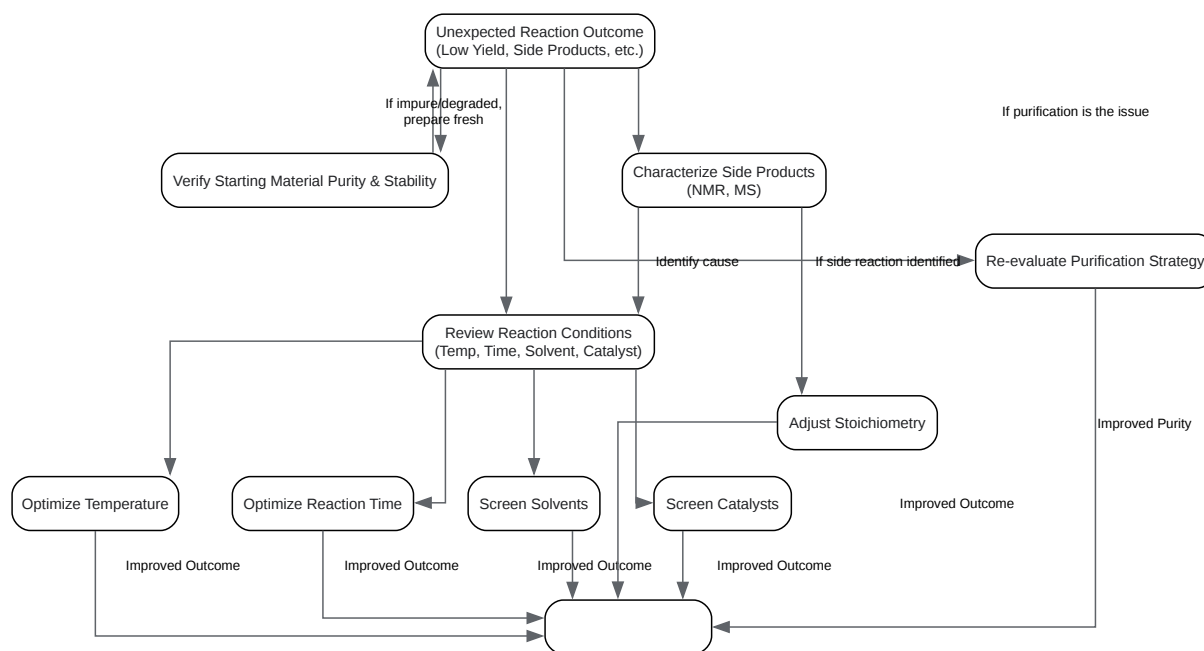 Unexpected Reaction Outcome
(Low Yield, Side Products, etc.)
If impure/degraded,
prepare fresh
If purification is the issue
Verify Starting Material Purity & Stability
Characterize Side Products
(NMR, MS)
Identify cause
If side reaction identified
Re-evaluate Purification Strategy
Review Reaction Conditions
(Temp, Time, Solvent, Catalyst)
Adjust Stoichiometry
Improved Purity
Optimize Temperature
Optimize Reaction Time
Screen Solvents
Screen Catalysts
Improved Outcome
Improved Outcome
Improved Outcome
Improved Outcome
Improved Outcome